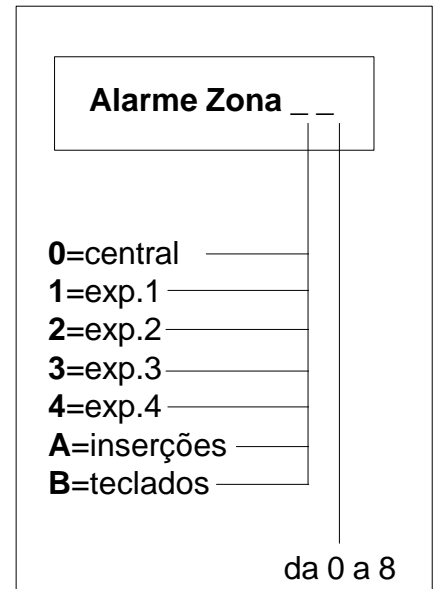 Alarme Zona _ _
0=central
1=exp.1
2=exp.2
3=exp.3
4=exp.4
A=inserções
B=teclados
da 0 a 8